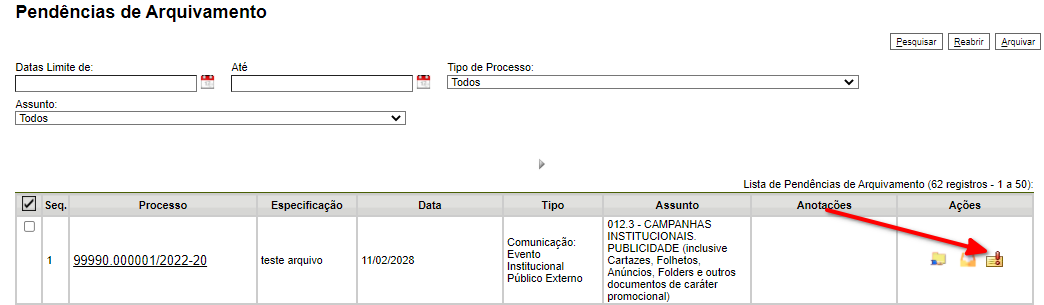 Pendências de Arquivamento
Pesquisar Reabrir Arquivar
Datas Limite de: Até Tipo de Processo:
Todos
Assunto:
Todos
Lista de Pendências de Arquivamento (62 registros - 1 a 50):
Seq. Processo Especificação Data Tipo Assunto Anotações Ações
1 99990.000001/2022-20 teste arquivo 11/02/2028
Comunicação:
Evento
Institucional
Público Externo
012.3 - CAMPANHAS
INSTITUCIONAIS.
PUBLICIDADE (inclusive
Cartazes, Folhetos,
Anúncios, Folders e outros
documentos de caráter
promocional)